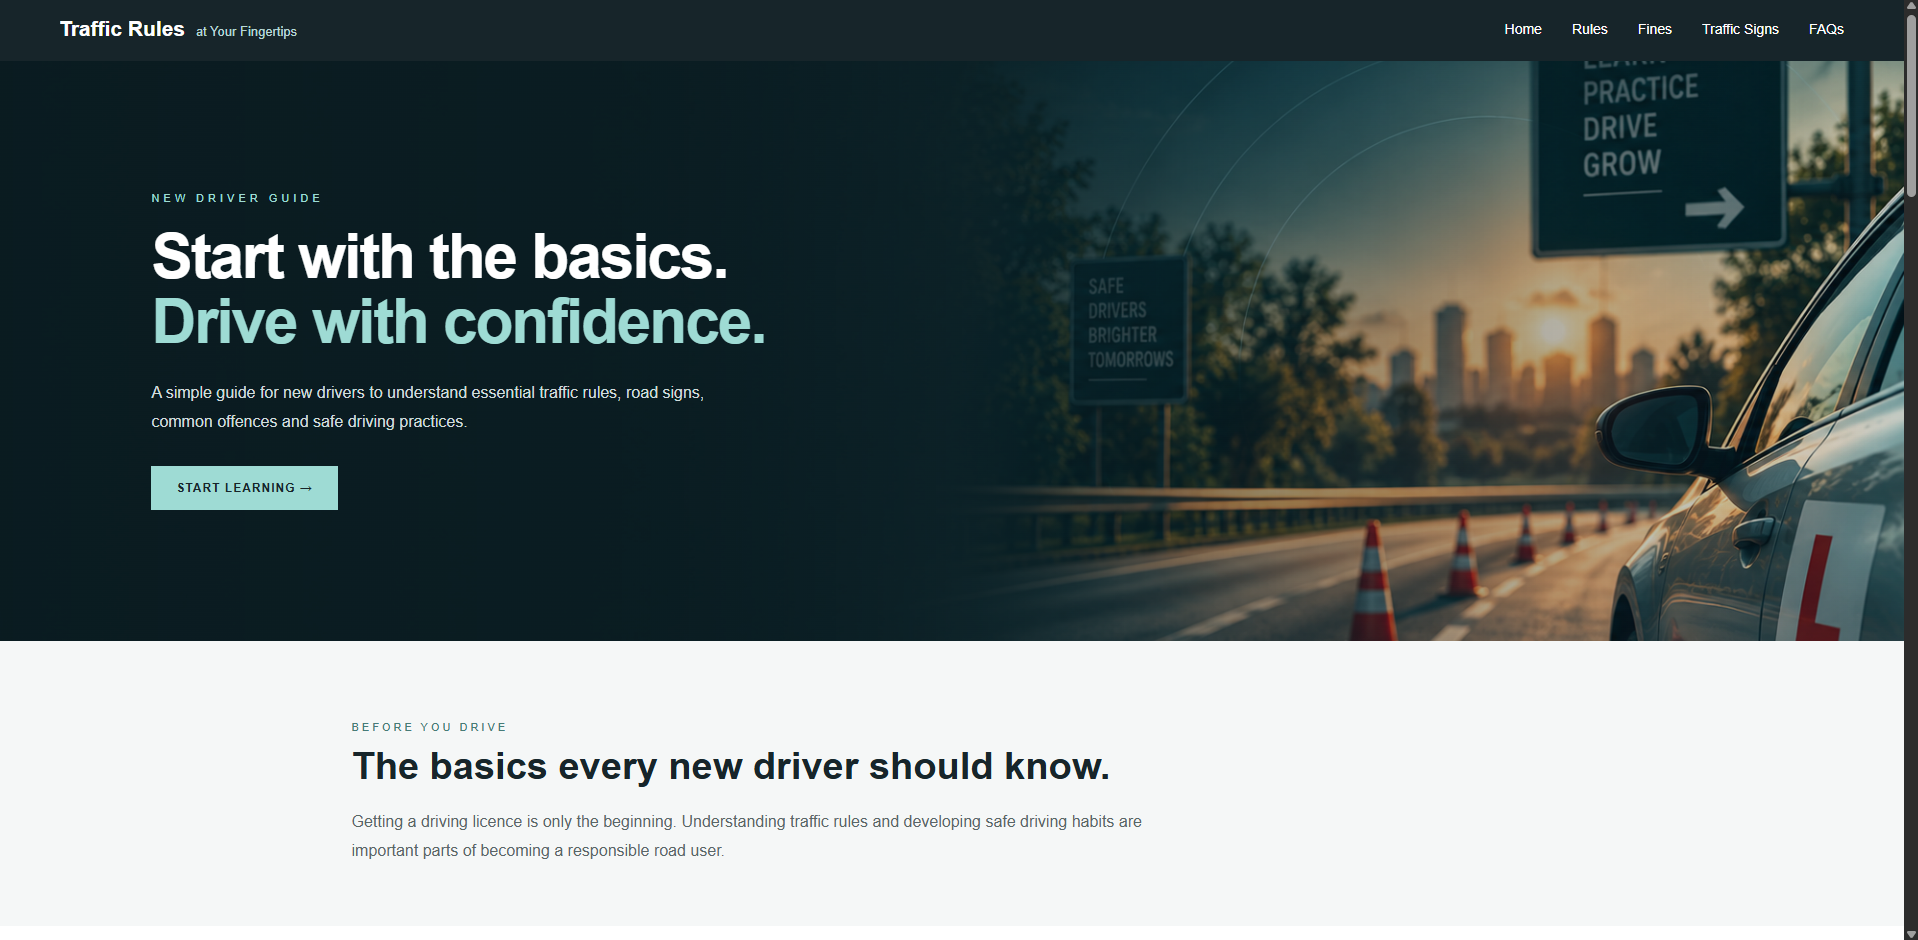 Traffic Rules at Your Fingertips
Home Rules Fines Traffic Signs FAQs
NEW DRIVER GUIDE
Start with the basics.
Drive with confidence.
A simple guide for new drivers to understand essential traffic rules, road signs,
common offences and safe driving practices.
START LEARNING →
SAFE
DRIVERS
BRIGHTER
TOMORROWS
LEARN
PRACTICE
DRIVE
GROW
L
BEFORE YOU DRIVE
The basics every new driver should know.
Getting a driving licence is only the beginning. Understanding traffic rules and developing safe driving habits are
important parts of becoming a responsible road user.